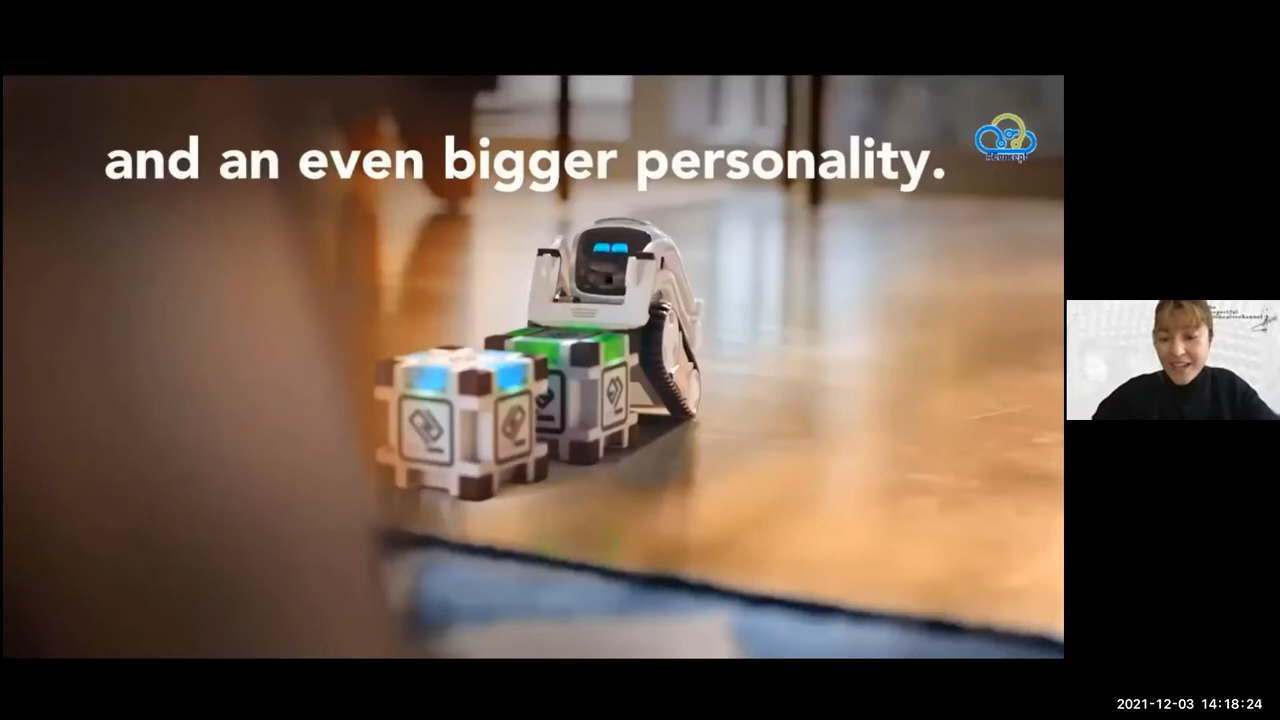 and an even bigger personality.
2021-12-03 14:18:24